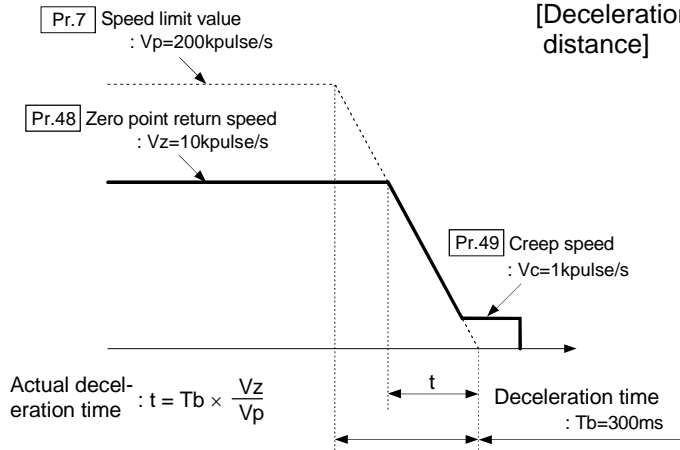 Pr.7 Speed limit value
: Vp=200kpulse/s
[Deceleration
distance]
Pr.48 Zero point return speed
: Vz=10kpulse/s
Pr.49 Creep speed
: Vc=1kpulse/s
t
Actual decel-
eration time : t = Tb × Vz
Vp
Deceleration time
: Tb=300ms